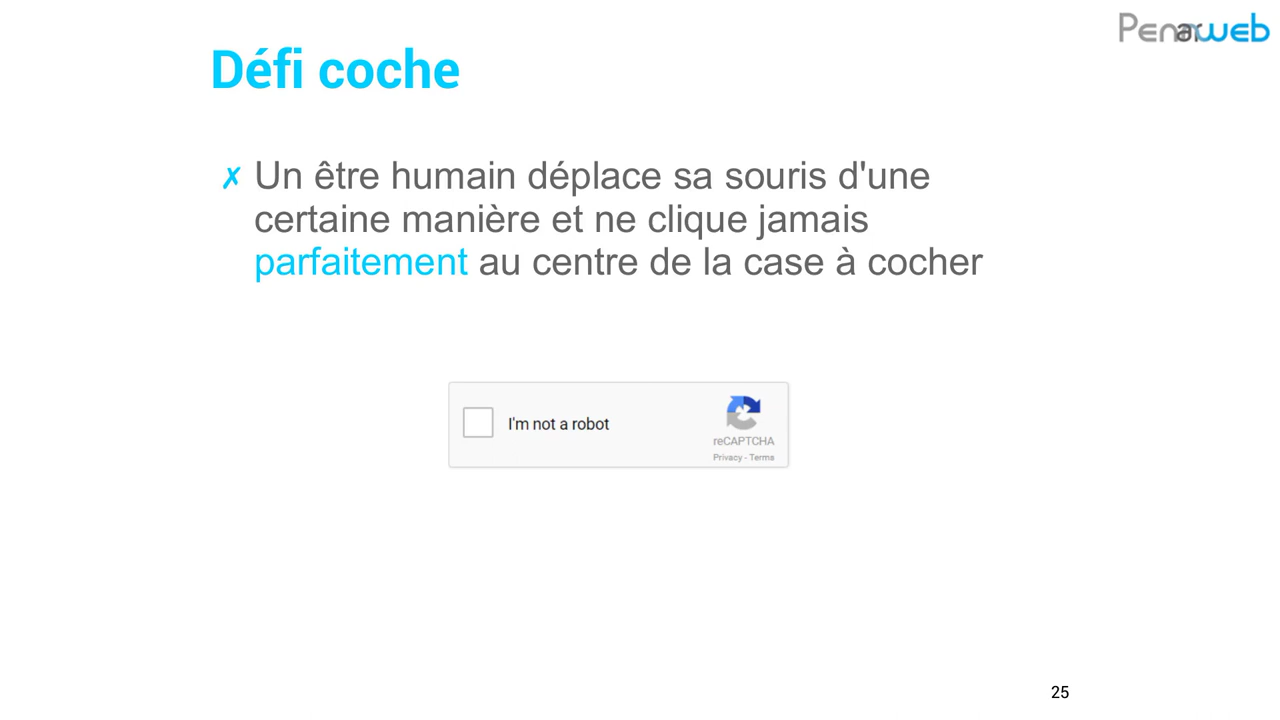 Penarweb
Défi coche
✗ Un être humain déplace sa souris d'une
certaine manière et ne clique jamais
parfaitement au centre de la case à cocher
I'm not a robot
reCAPTCHA
Privacy - Terms
25